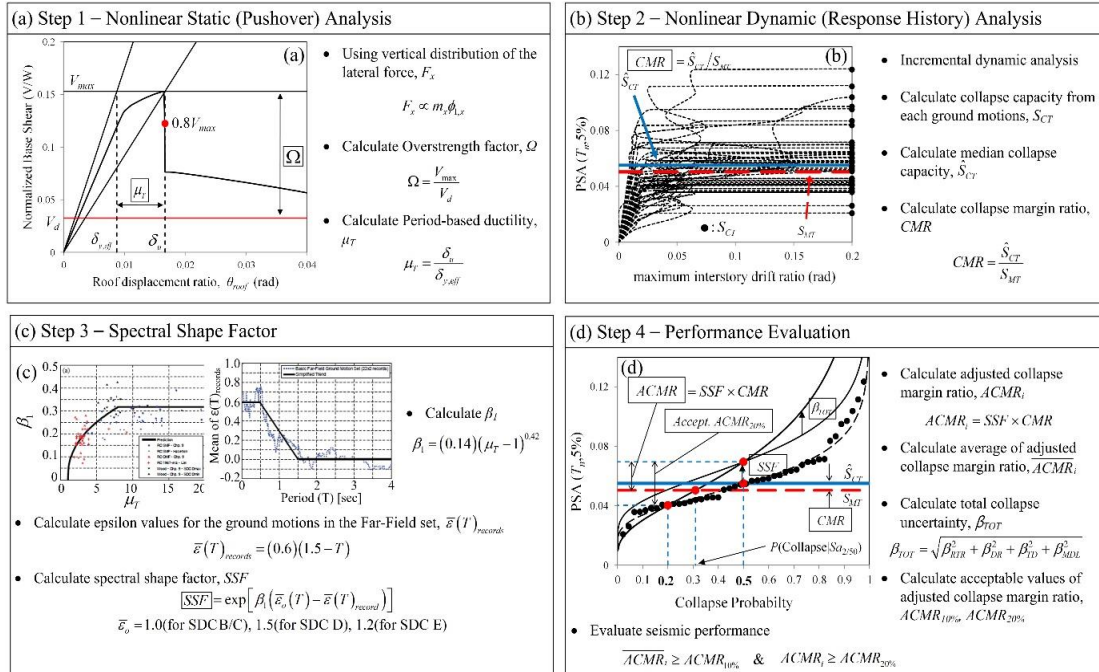 (a) Step 1 – Nonlinear Static (Pushover) Analysis
(a)
Normalized Base Shear (V/W)
0.2
0.15
0.1
0.05
0
V_max
V_d
0.8V_max
Ω
μ_T
δ_y,eff
δ_u
0
0.01
0.02
0.03
0.04
Roof displacement ratio, θ_roof (rad)
• Using vertical distribution of the lateral force, F_x
F_x ∝ m_x ϕ_1,x
• Calculate Overstrength factor, Ω
Ω = V_max / V_d
• Calculate Period-based ductility, μ_T
μ_T = δ_u / δ_y,eff
(b) Step 2 – Nonlinear Dynamic (Response History) Analysis
(b)
PSA (T_n,5%)
0.12
0.08
0.04
0
CMR = Ŝ_CT/S_MT
Ŝ_CT
S_MT
● : S_CT
0
0.05
0.1
0.15
0.2
maximum interstory drift ratio (rad)
• Incremental dynamic analysis
• Calculate collapse capacity from each ground motions, S_CT
• Calculate median collapse capacity, Ŝ_CT
• Calculate collapse margin ratio, CMR
CMR = Ŝ_CT / S_MT
(c) Step 3 – Spectral Shape Factor
(c)
(a)
β_1
0.5
0.4
0.3
0.2
0.1
0
0
5
10
15
20
μ_T
Prediction
Mean of ε(T)_records
1.0
0.8
0.6
0.4
0.2
0.0
-0.2
0
1
2
3
4
Period (T) [sec]
Simplified Trend
• Calculate β_1
β_1 = (0.14)(μ_T − 1)^0.42
• Calculate epsilon values for the ground motions in the Far-Field set, ε̅(T)_records
ε̅(T)_records = (0.6)(1.5 − T)
• Calculate spectral shape factor, SSF
SSF = exp[β_1(ε̅_o(T) − ε̅(T)_record)]
ε̅_o = 1.0(for SDC B/C), 1.5(for SDC D), 1.2(for SDC E)
(d) Step 4 – Performance Evaluation
(d)
PSA (T_n,5%)
0.12
0.08
0.04
0
ACMR = SSF × CMR
Accept. ACMR_20%
β_TOT
SSF
Ŝ_CT
S_MT
CMR
P(Collapse|Sa_2/50)
0
0.1
0.2
0.3
0.4
0.5
0.6
0.7
0.8
0.9
1
Collapse Probabilty
• Calculate adjusted collapse margin ratio, ACMR_i
ACMR_i = SSF × CMR
• Calculate average of adjusted collapse margin ratio, A̅C̅M̅R̅_i
• Calculate total collapse uncertainty, β_TOT
β_TOT = √(β²_RTR + β²_DR + β²_TD + β²_MDL)
• Calculate acceptable values of adjusted collapse margin ratio, ACMR_10%, ACMR_20%
• Evaluate seismic performance
A̅C̅M̅R̅_i ≥ ACMR_10% & ACMR_i ≥ ACMR_20%